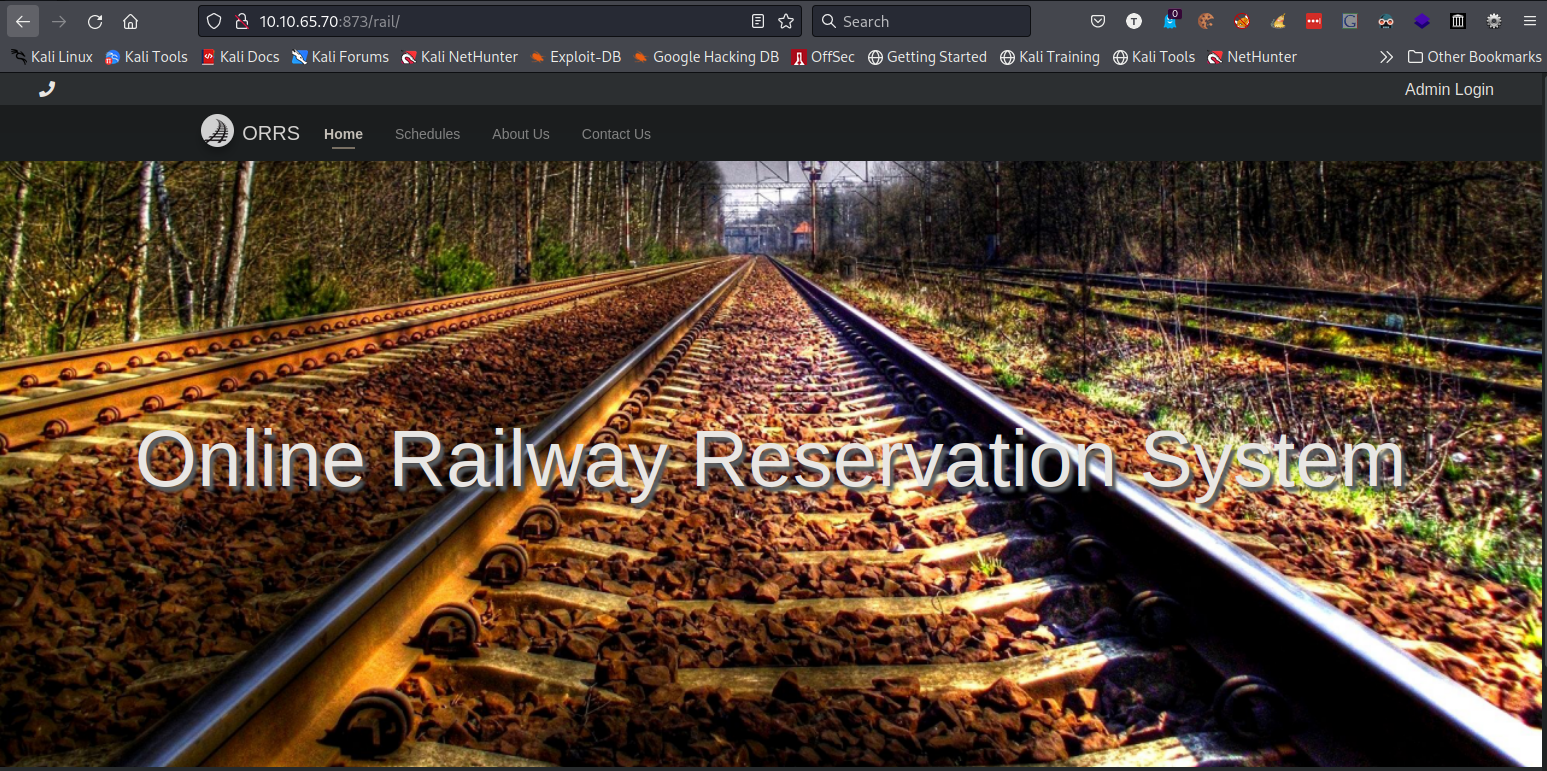 10.10.65.70:873/rail/ Search 0
Kali Linux Kali Tools Kali Docs Kali Forums Kali NetHunter Exploit-DB Google Hacking DB OffSec Getting Started Kali Training Kali Tools NetHunter Other Bookmarks
Admin Login
ORRS Home Schedules About Us Contact Us
Online Railway Reservation System